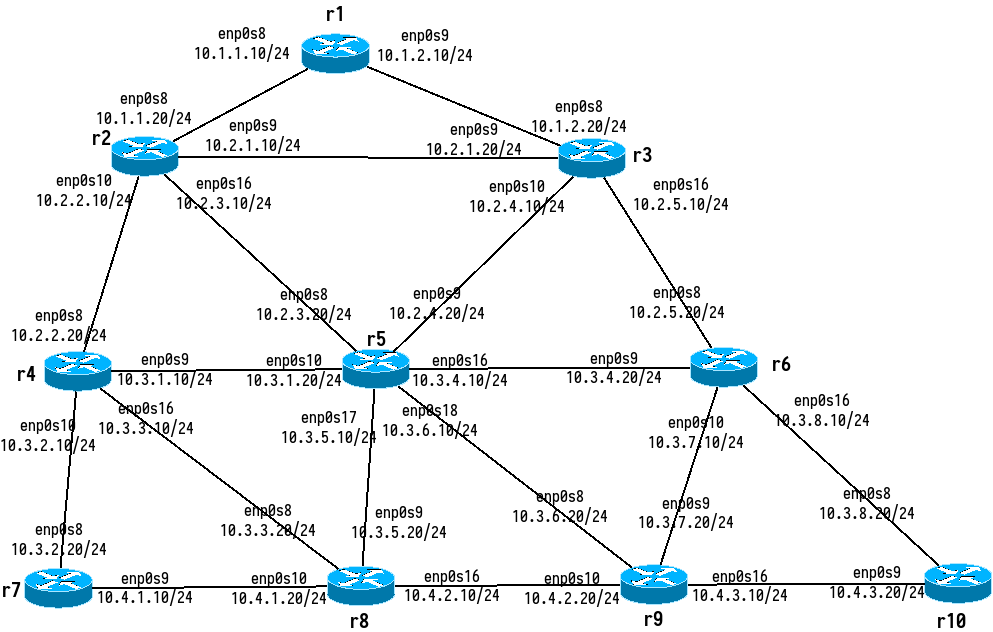 r1
enp0s8
10.1.1.10/24
enp0s9
10.1.2.10/24
enp0s8
10.1.1.20/24
r2
enp0s9
10.2.1.10/24
enp0s9
10.2.1.20/24
enp0s8
10.1.2.20/24
r3
enp0s10
10.2.2.10/24
enp0s16
10.2.3.10/24
enp0s10
10.2.4.10/24
enp0s16
10.2.5.10/24
enp0s8
10.2.2.20/24
enp0s8
10.2.3.20/24
enp0s9
10.2.4.20/24
enp0s8
10.2.5.20/24
r4
enp0s9
10.3.1.10/24
enp0s10
10.3.1.20/24
r5
enp0s16
10.3.4.10/24
enp0s9
10.3.4.20/24
r6
enp0s10
10.3.2.10/24
enp0s16
10.3.3.10/24
enp0s17
10.3.5.10/24
enp0s18
10.3.6.10/24
enp0s10
10.3.7.10/24
enp0s16
10.3.8.10/24
enp0s8
10.3.2.20/24
enp0s8
10.3.3.20/24
enp0s9
10.3.5.20/24
enp0s8
10.3.6.20/24
enp0s9
10.3.7.20/24
enp0s8
10.3.8.20/24
r7
enp0s9
10.4.1.10/24
enp0s10
10.4.1.20/24
r8
enp0s16
10.4.2.10/24
enp0s10
10.4.2.20/24
r9
enp0s16
10.4.3.10/24
enp0s9
10.4.3.20/24
r10